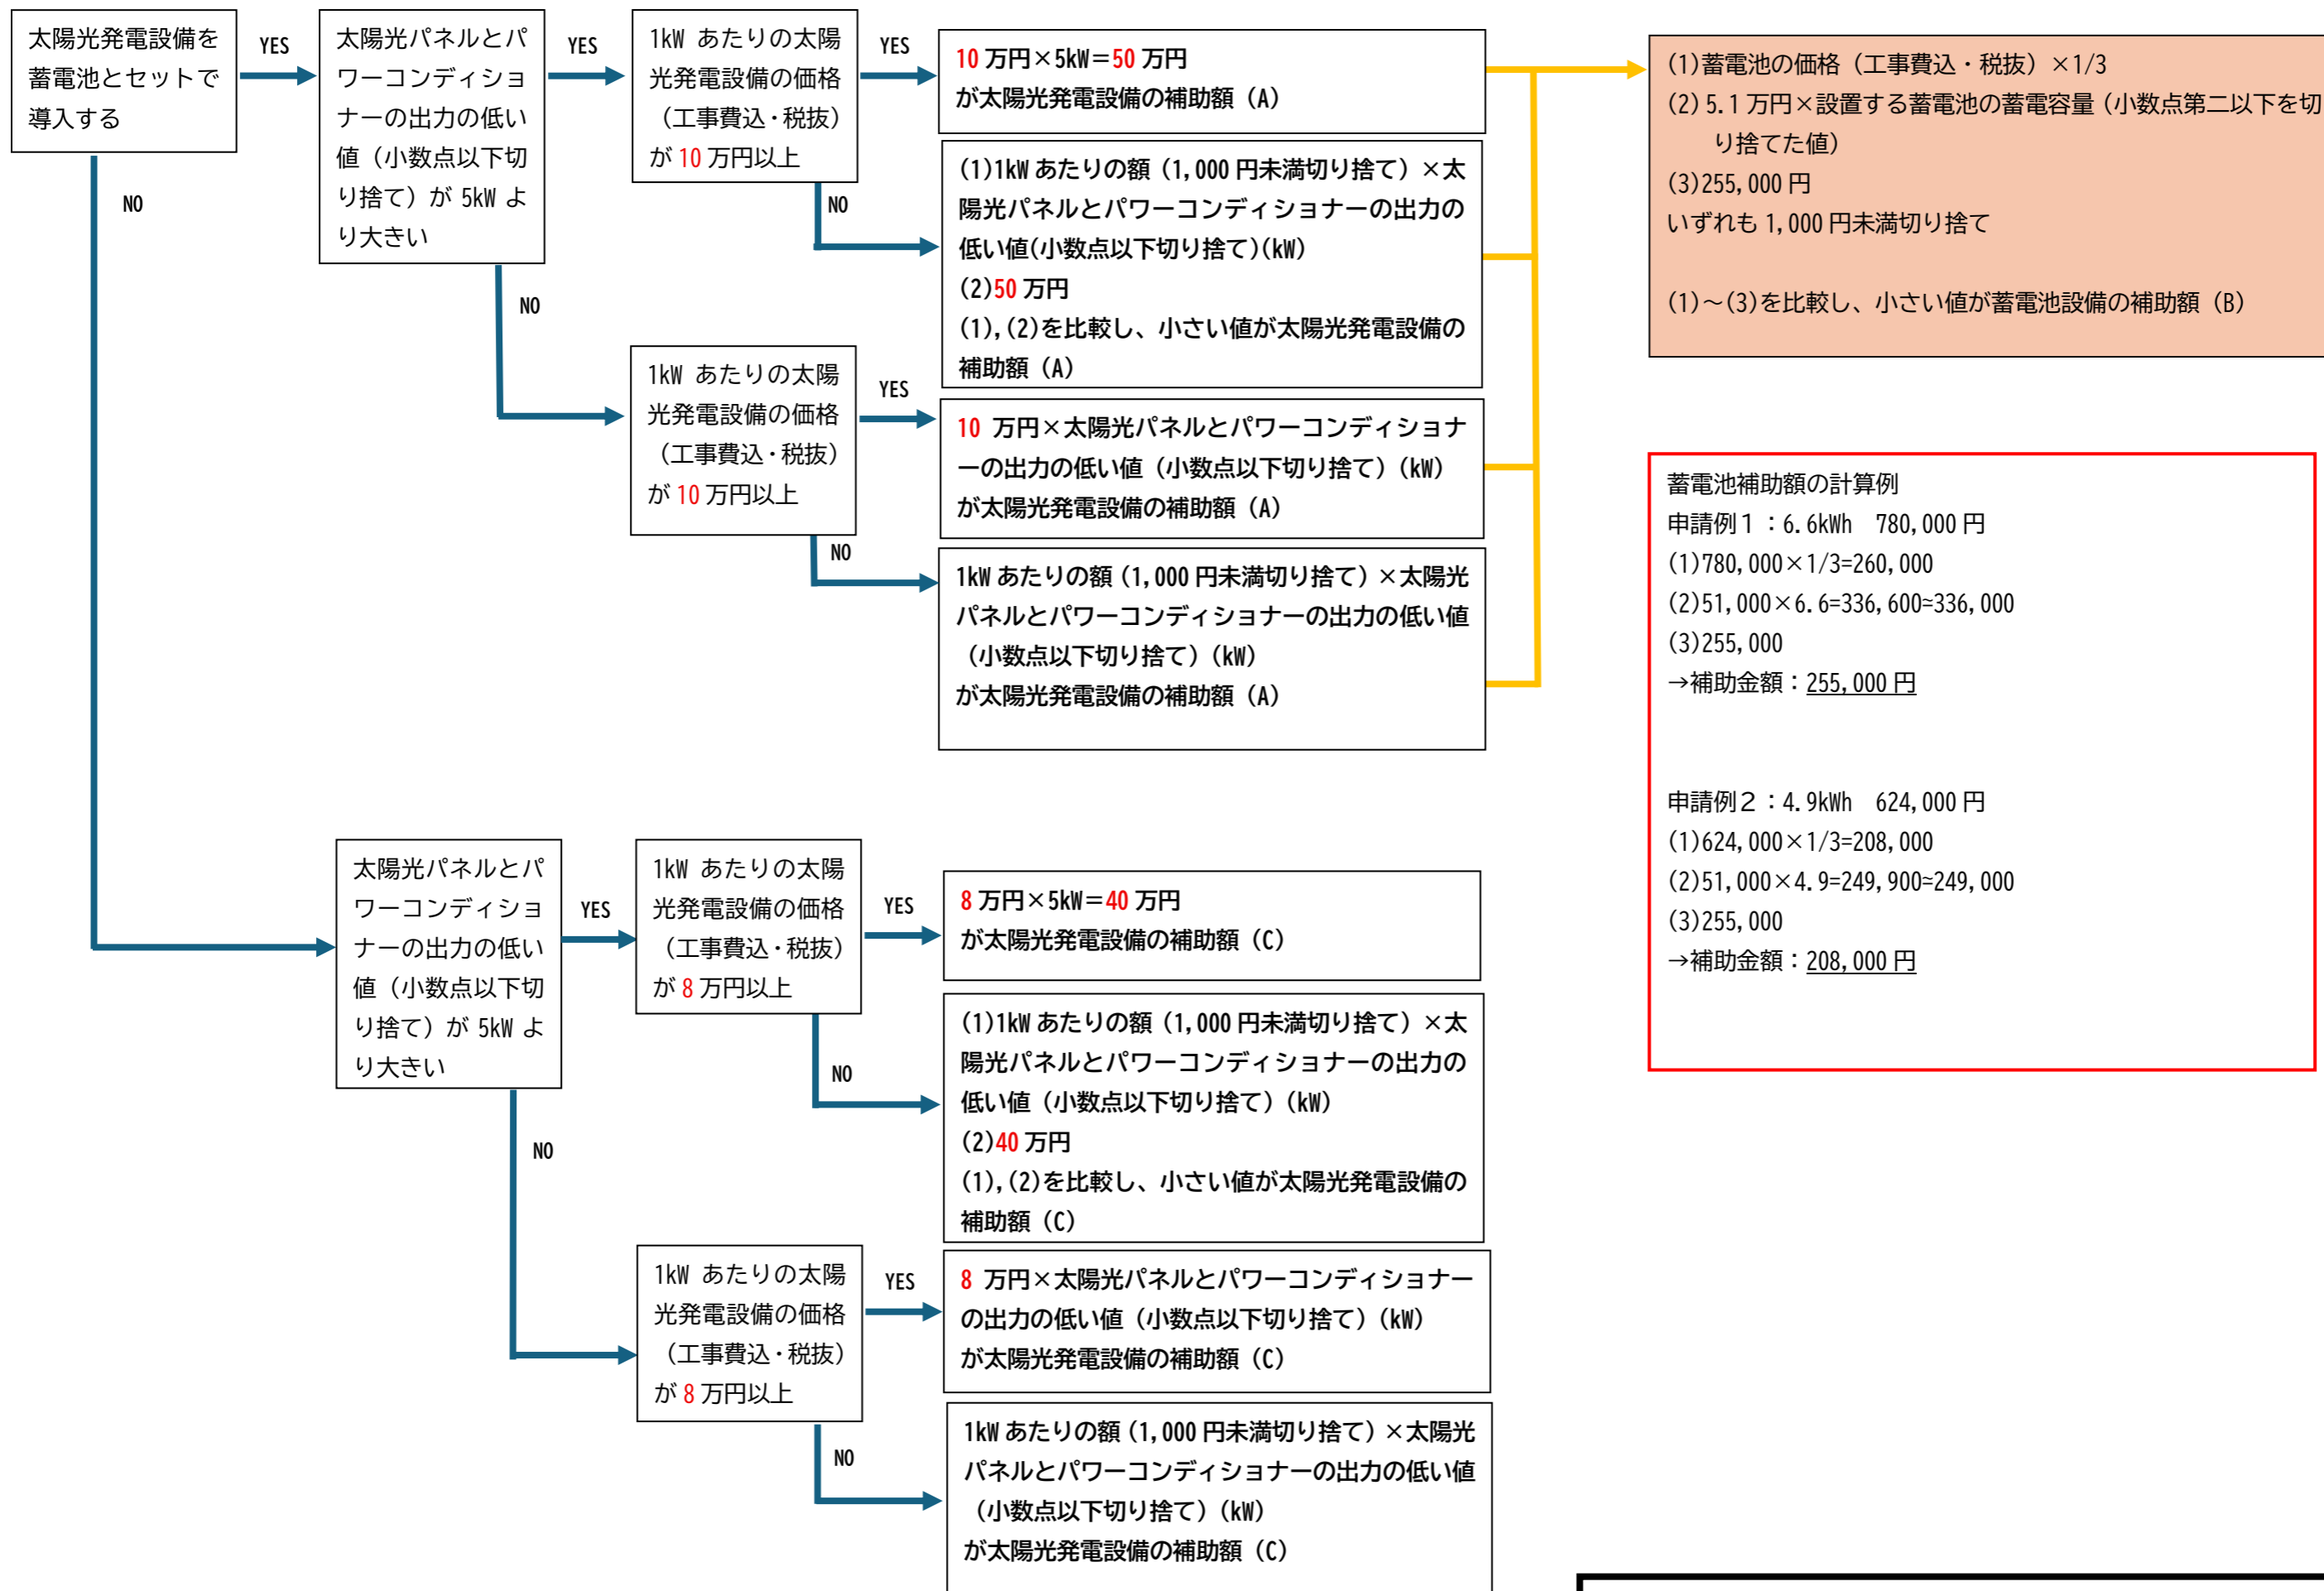 太陽光発電設備を
蓄電池とセットで
導入する
YES
NO
太陽光パネルとパ
ワーコンディショ
ナーの出力の低い
値（小数点以下切
り捨て）が 5kW よ
り大きい
YES
NO
1kW あたりの太陽
光発電設備の価格
（工事費込・税抜）
が 10 万円以上
YES
NO
10 万円×5kW＝50 万円
が太陽光発電設備の補助額（A）
(1)1kW あたりの額（1,000 円未満切り捨て）×太
陽光パネルとパワーコンディショナーの出力の
低い値(小数点以下切り捨て)(kW)
(2)50 万円
(1),(2)を比較し、小さい値が太陽光発電設備の
補助額（A）
1kW あたりの太陽
光発電設備の価格
（工事費込・税抜）
が 10 万円以上
YES
NO
10 万円×太陽光パネルとパワーコンディショナ
ーの出力の低い値（小数点以下切り捨て）(kW)
が太陽光発電設備の補助額（A）
1kW あたりの額（1,000 円未満切り捨て）×太陽光
パネルとパワーコンディショナーの出力の低い値
（小数点以下切り捨て）(kW)
が太陽光発電設備の補助額（A）
(1)蓄電池の価格（工事費込・税抜）×1/3
(2) 5.1 万円×設置する蓄電池の蓄電容量（小数点第二以下を切
り捨てた値）
(3)255,000 円
いずれも 1,000 円未満切り捨て
(1)～(3)を比較し、小さい値が蓄電池設備の補助額（B）
蓄電池補助額の計算例
申請例１：6.6kWh　780,000 円
(1)780,000×1/3=260,000
(2)51,000×6.6=336,600≈336,000
(3)255,000
→補助金額：255,000 円
申請例２：4.9kWh　624,000 円
(1)624,000×1/3=208,000
(2)51,000×4.9=249,900≈249,000
(3)255,000
→補助金額：208,000 円
太陽光パネルとパ
ワーコンディショ
ナーの出力の低い
値（小数点以下切
り捨て）が 5kW よ
り大きい
YES
NO
1kW あたりの太陽
光発電設備の価格
（工事費込・税抜）
が 8 万円以上
YES
NO
8 万円×5kW＝40 万円
が太陽光発電設備の補助額（C）
(1)1kW あたりの額（1,000 円未満切り捨て）×太
陽光パネルとパワーコンディショナーの出力の
低い値（小数点以下切り捨て）(kW)
(2)40 万円
(1),(2)を比較し、小さい値が太陽光発電設備の
補助額（C）
1kW あたりの太陽
光発電設備の価格
（工事費込・税抜）
が 8 万円以上
YES
NO
8 万円×太陽光パネルとパワーコンディショナー
の出力の低い値（小数点以下切り捨て）(kW)
が太陽光発電設備の補助額（C）
1kW あたりの額（1,000 円未満切り捨て）×太陽光
パネルとパワーコンディショナーの出力の低い値
（小数点以下切り捨て）(kW)
が太陽光発電設備の補助額（C）